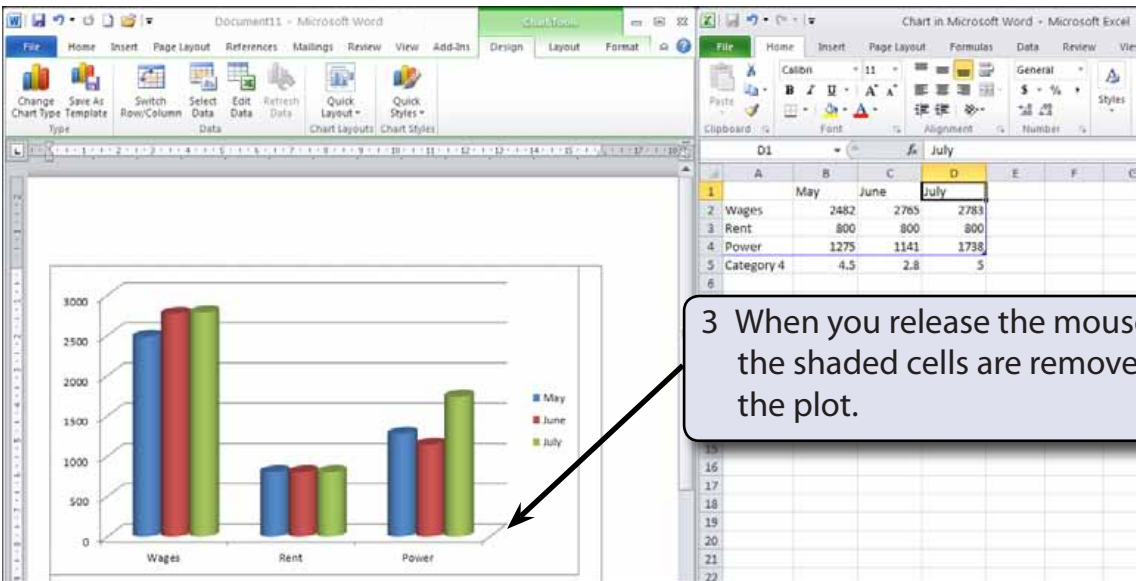 Document11 - Microsoft Word
Chart Tools
File Home Insert Page Layout References Mailings Review View Add-Ins Design Layout Format
Change Chart Type
Save As Template
Switch Row/Column
Select Data
Edit Data
Refresh Data
Quick Layout
Quick Styles
Type
Data
Chart Layouts
Chart Styles
3000
2500
2000
1500
1000
500
0
Wages Rent Power
May
June
July
Chart in Microsoft Word - Microsoft Excel
File Home Insert Page Layout Formulas Data Review
Paste
Calibri 11
B I U
General
$ % ,
Styles
Clipboard Font Alignment Number
D1 fx July
A B C D E F
1 May June July
2 Wages 2482 2765 2783
3 Rent 800 800 800
4 Power 1275 1141 1738
5 Category 4 4.5 2.8 5
6
3 When you release the mouse
the shaded cells are remove
the plot.
15
16
17
18
19
20
21
22